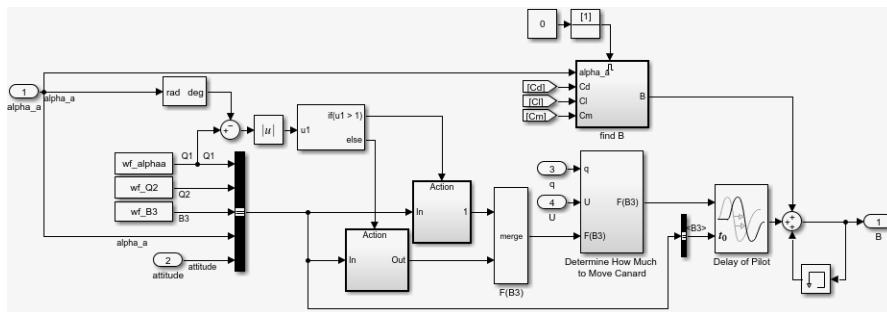 0
[1]
1
alpha_a
alpha_a
rad deg
−
+
|u|
u1
if(u1 > 1)
else
alpha_a
Cd
Cl
Cm
B
find B
[Cd]
[Cl]
[Cm]
wf_alphaa
Q1
Q1
wf_Q2
Q2
wf_B3
B3
alpha_a
2
attitude
attitude
Action
In
1
Action
In
Out
merge
F(B3)
3
q
4
U
q
U
F(B3)
F(B3)
Determine How Much
to Move Canard
<B3>
t0
Delay of Pilot
+
+
+
1
B